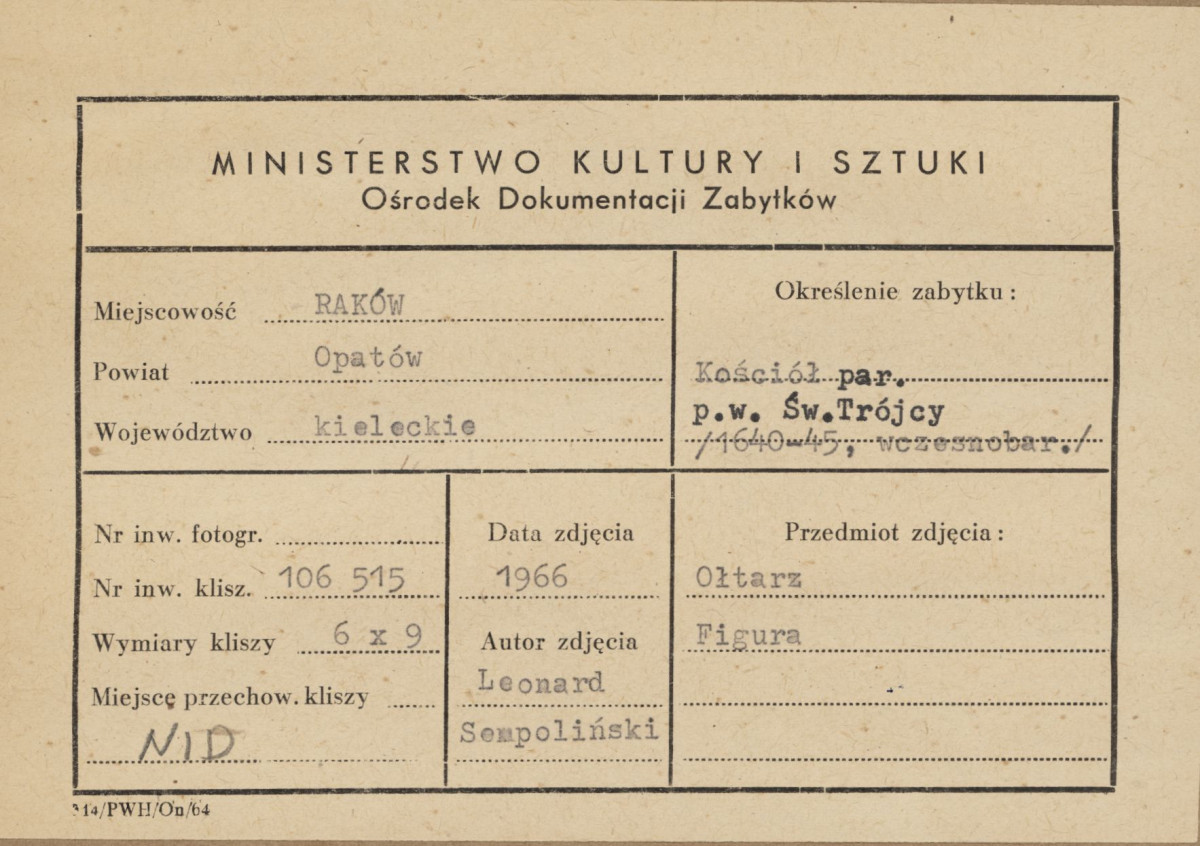 MINISTERSTWO KULTURY I SZTUKI
Ośrodek Dokumentacji Zabytków
Miejscowość RAKÓW
Powiat Opatów
Województwo kieleckie
Określenie zabytku:
Kościół par.
p.w. Św.Trójcy
/1640-45, wczesnobar./
Nr inw. fotogr.
Nr inw. klisz. 106 515
Wymiary kliszy 6 x 9
Miejsce przechow. kliszy
NID
Data zdjęcia
1966
Autor zdjęcia
Leonard
Sempoliński
Przedmiot zdjęcia:
Ołtarz
Figura
314/PWH/On/64